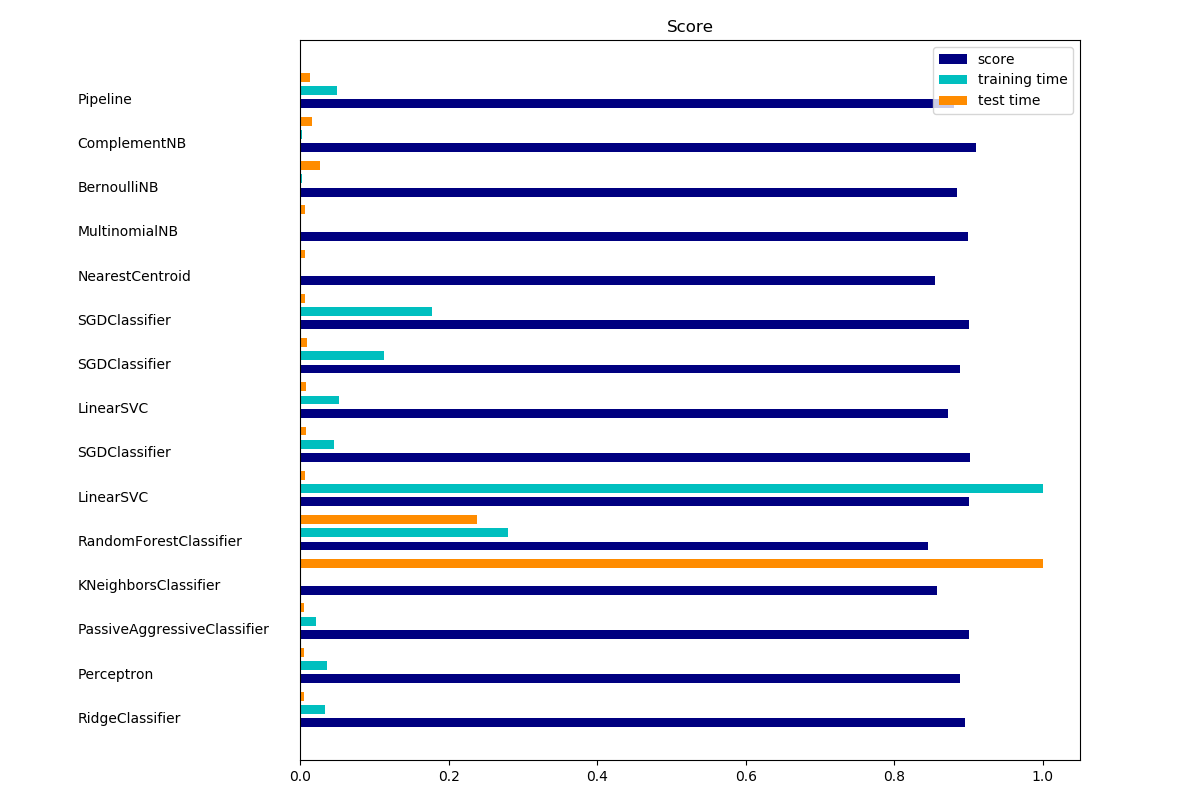 Score
score
training time
test time
Pipeline
ComplementNB
BernoulliNB
MultinomialNB
NearestCentroid
SGDClassifier
SGDClassifier
LinearSVC
SGDClassifier
LinearSVC
RandomForestClassifier
KNeighborsClassifier
PassiveAggressiveClassifier
Perceptron
RidgeClassifier
0.0 0.2 0.4 0.6 0.8 1.0